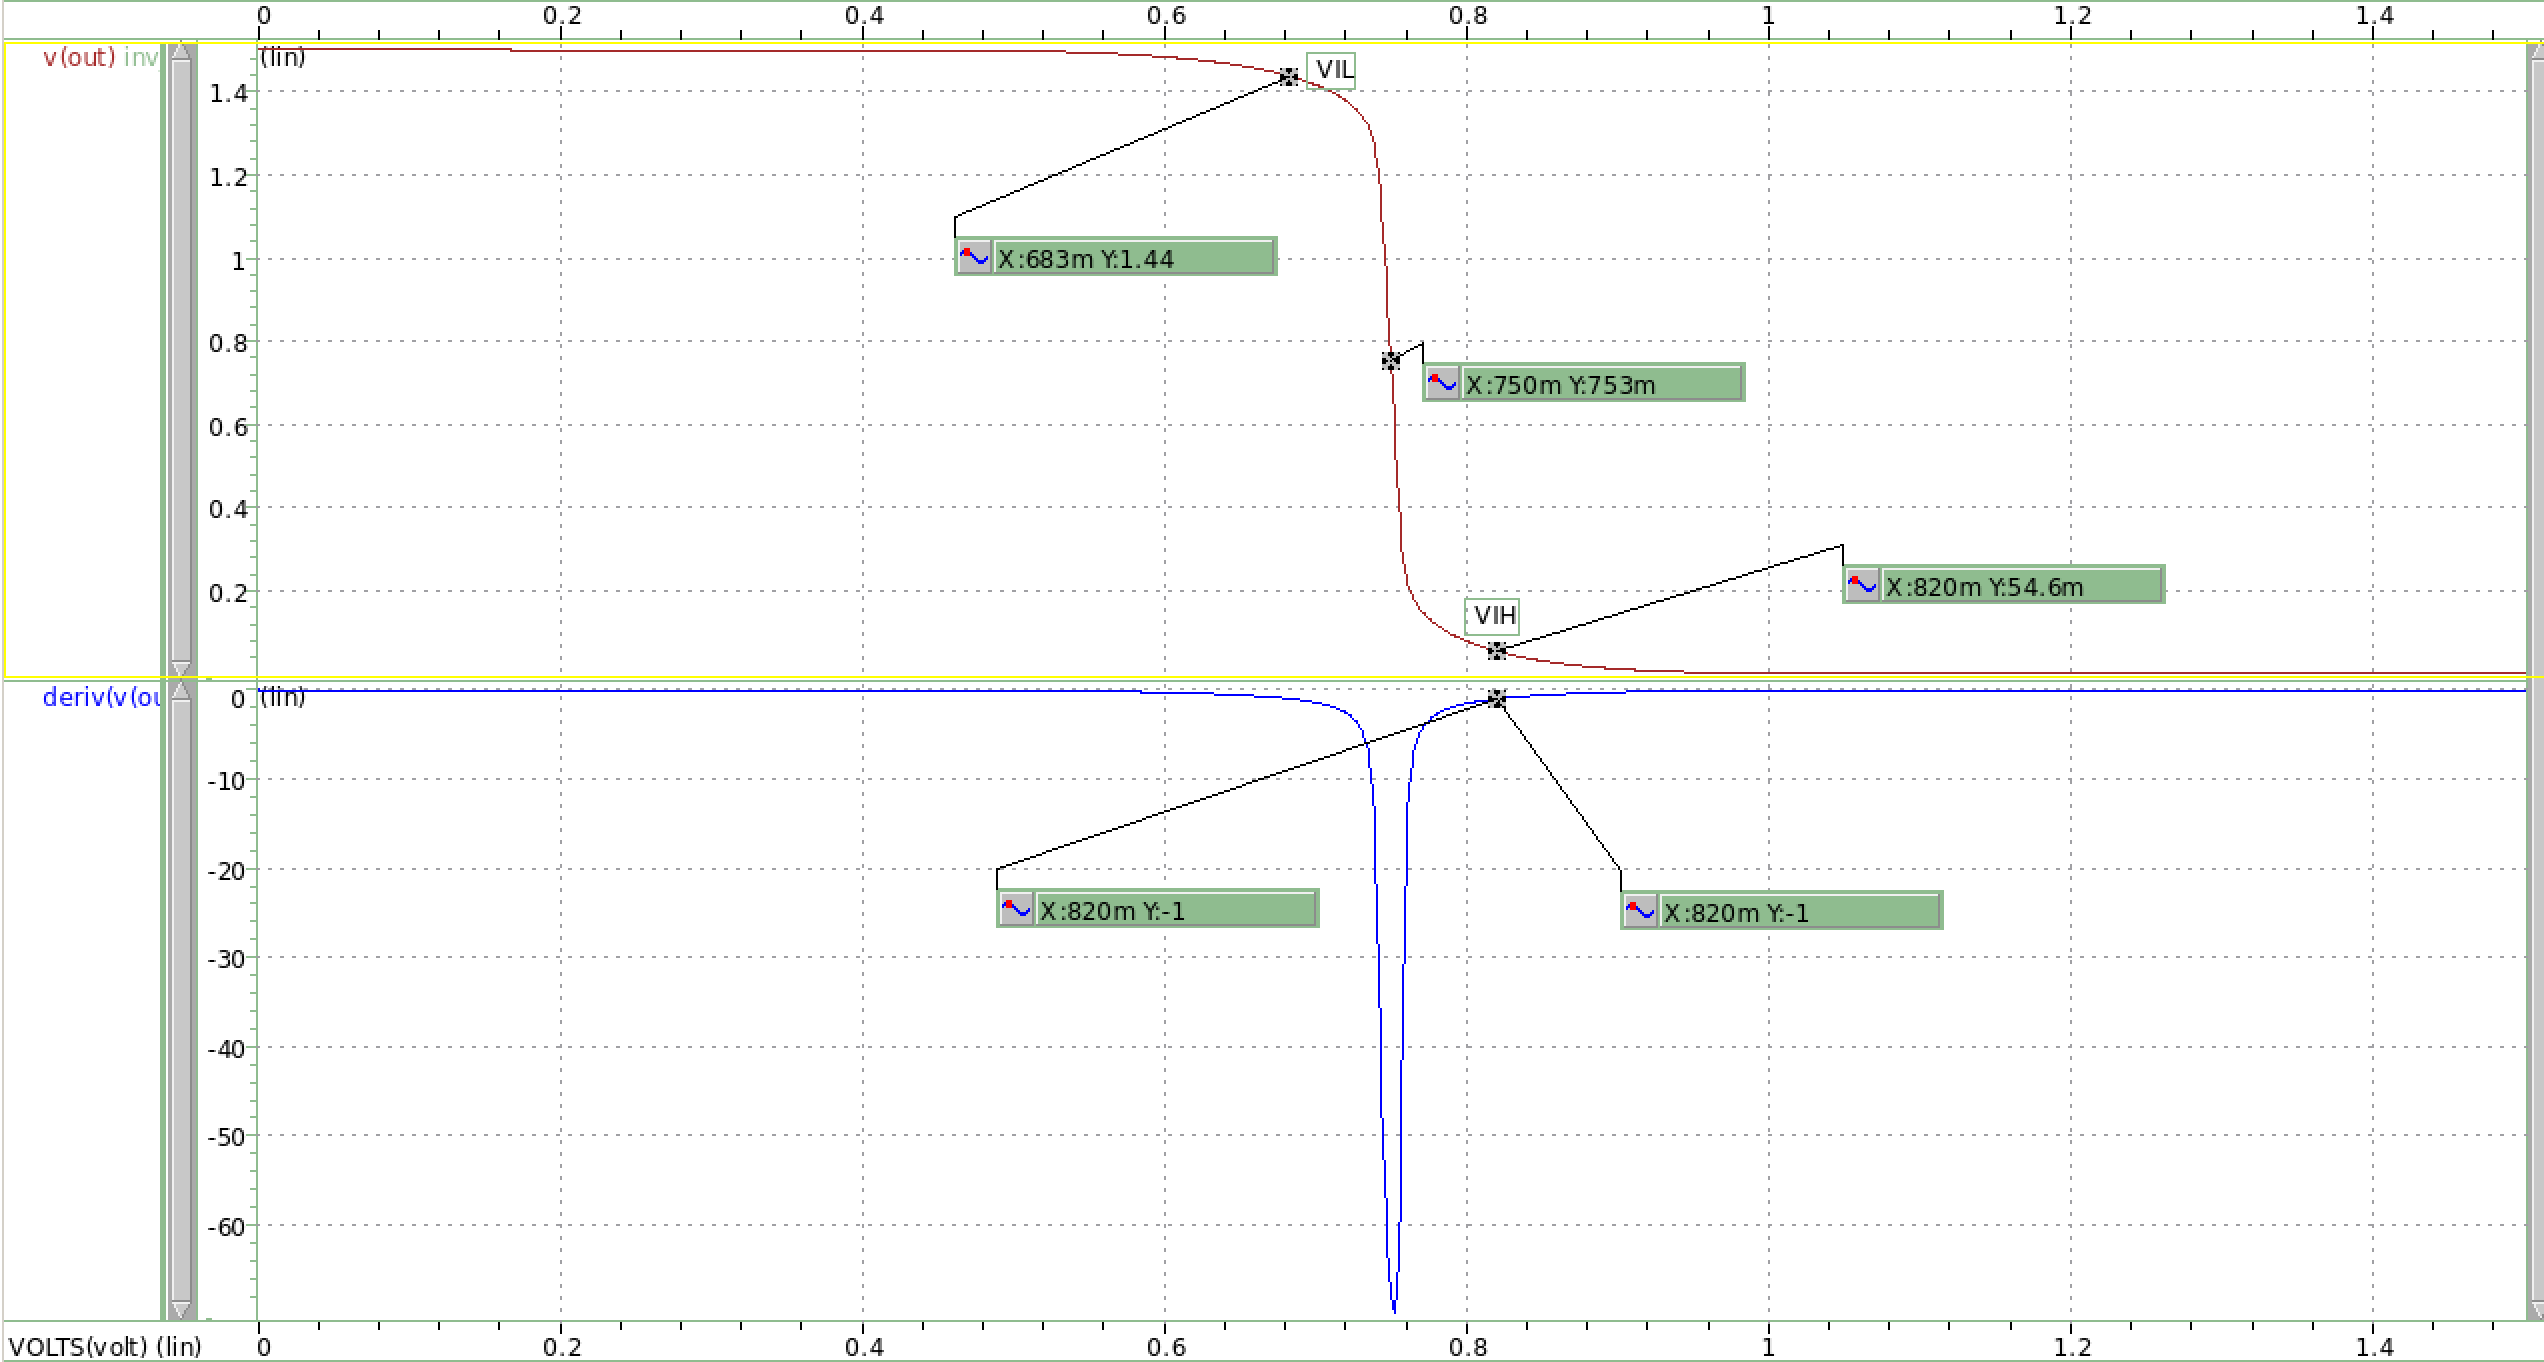 0 0.2 0.4 0.6 0.8 1 1.2 1.4
v(out) inv
(lin)
VIL
1.4
1.2
X:683m Y:1.44
1
0.8
X:750m Y:753m
0.6
0.4
X:820m Y:54.6m
0.2
VIH
deriv(v(ou
0
(lin)
-10
-20
X:820m Y:-1
X:820m Y:-1
-30
-40
-50
-60
VOLTS(volt) (lin)
0 0.2 0.4 0.6 0.8 1 1.2 1.4